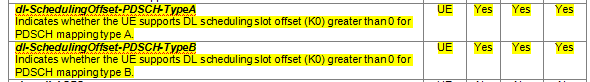 dl-SchedulingOffset-PDSCH-TypeA UE Yes Yes Yes
Indicates whether the UE supports DL scheduling slot offset (K0) greater than 0 for
PDSCH mapping type A.
dl-SchedulingOffset-PDSCH-TypeB UE Yes Yes Yes
Indicates whether the UE supports DL scheduling slot offset (K0) greater than 0 for
PDSCH mapping type B.